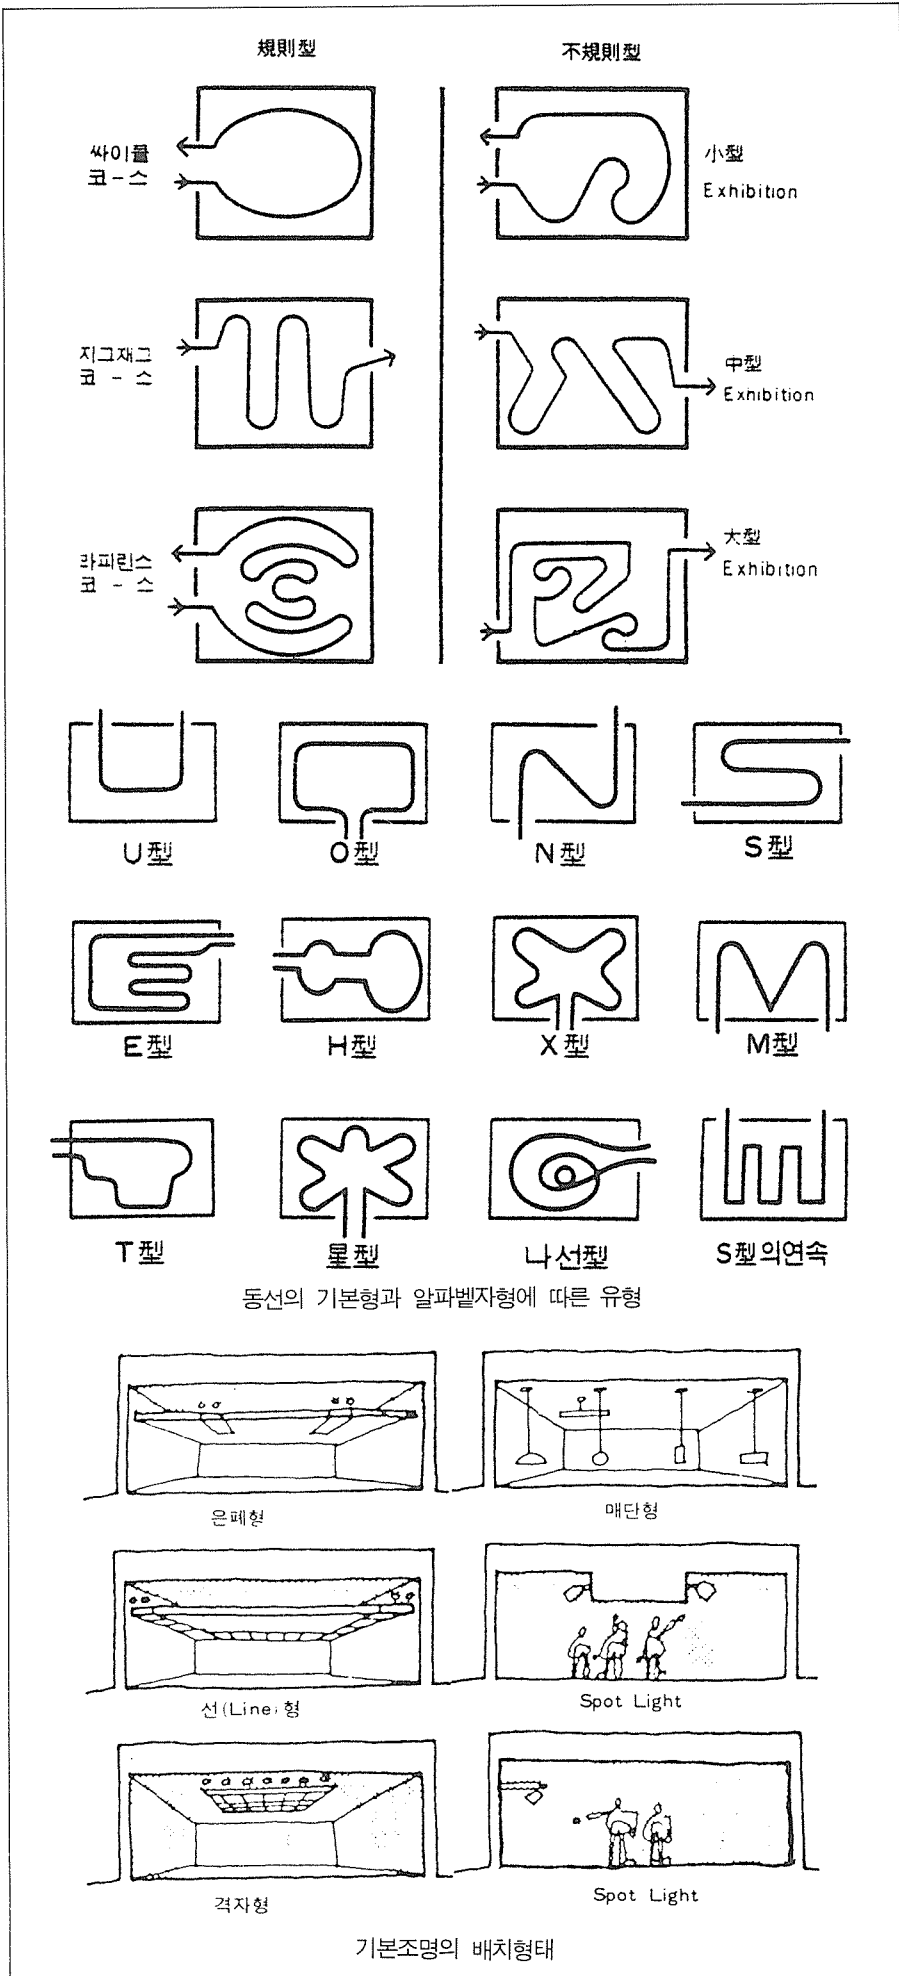 規則型
不規則型
싸이클
코-스
小型
Exhibition
지그재그
코 - 스
中型
Exhibition
라피린스
코 - 스
大型
Exhibition
U型
O型
N型
S型
E型
H型
X型
M型
T型
星型
나선型
S型의연속
동선의 기본형과 알파벹자형에 따른 유형
은폐형
매단형
선(Line)형
Spot Light
격자형
Spot Light
기본조명의 배치형태